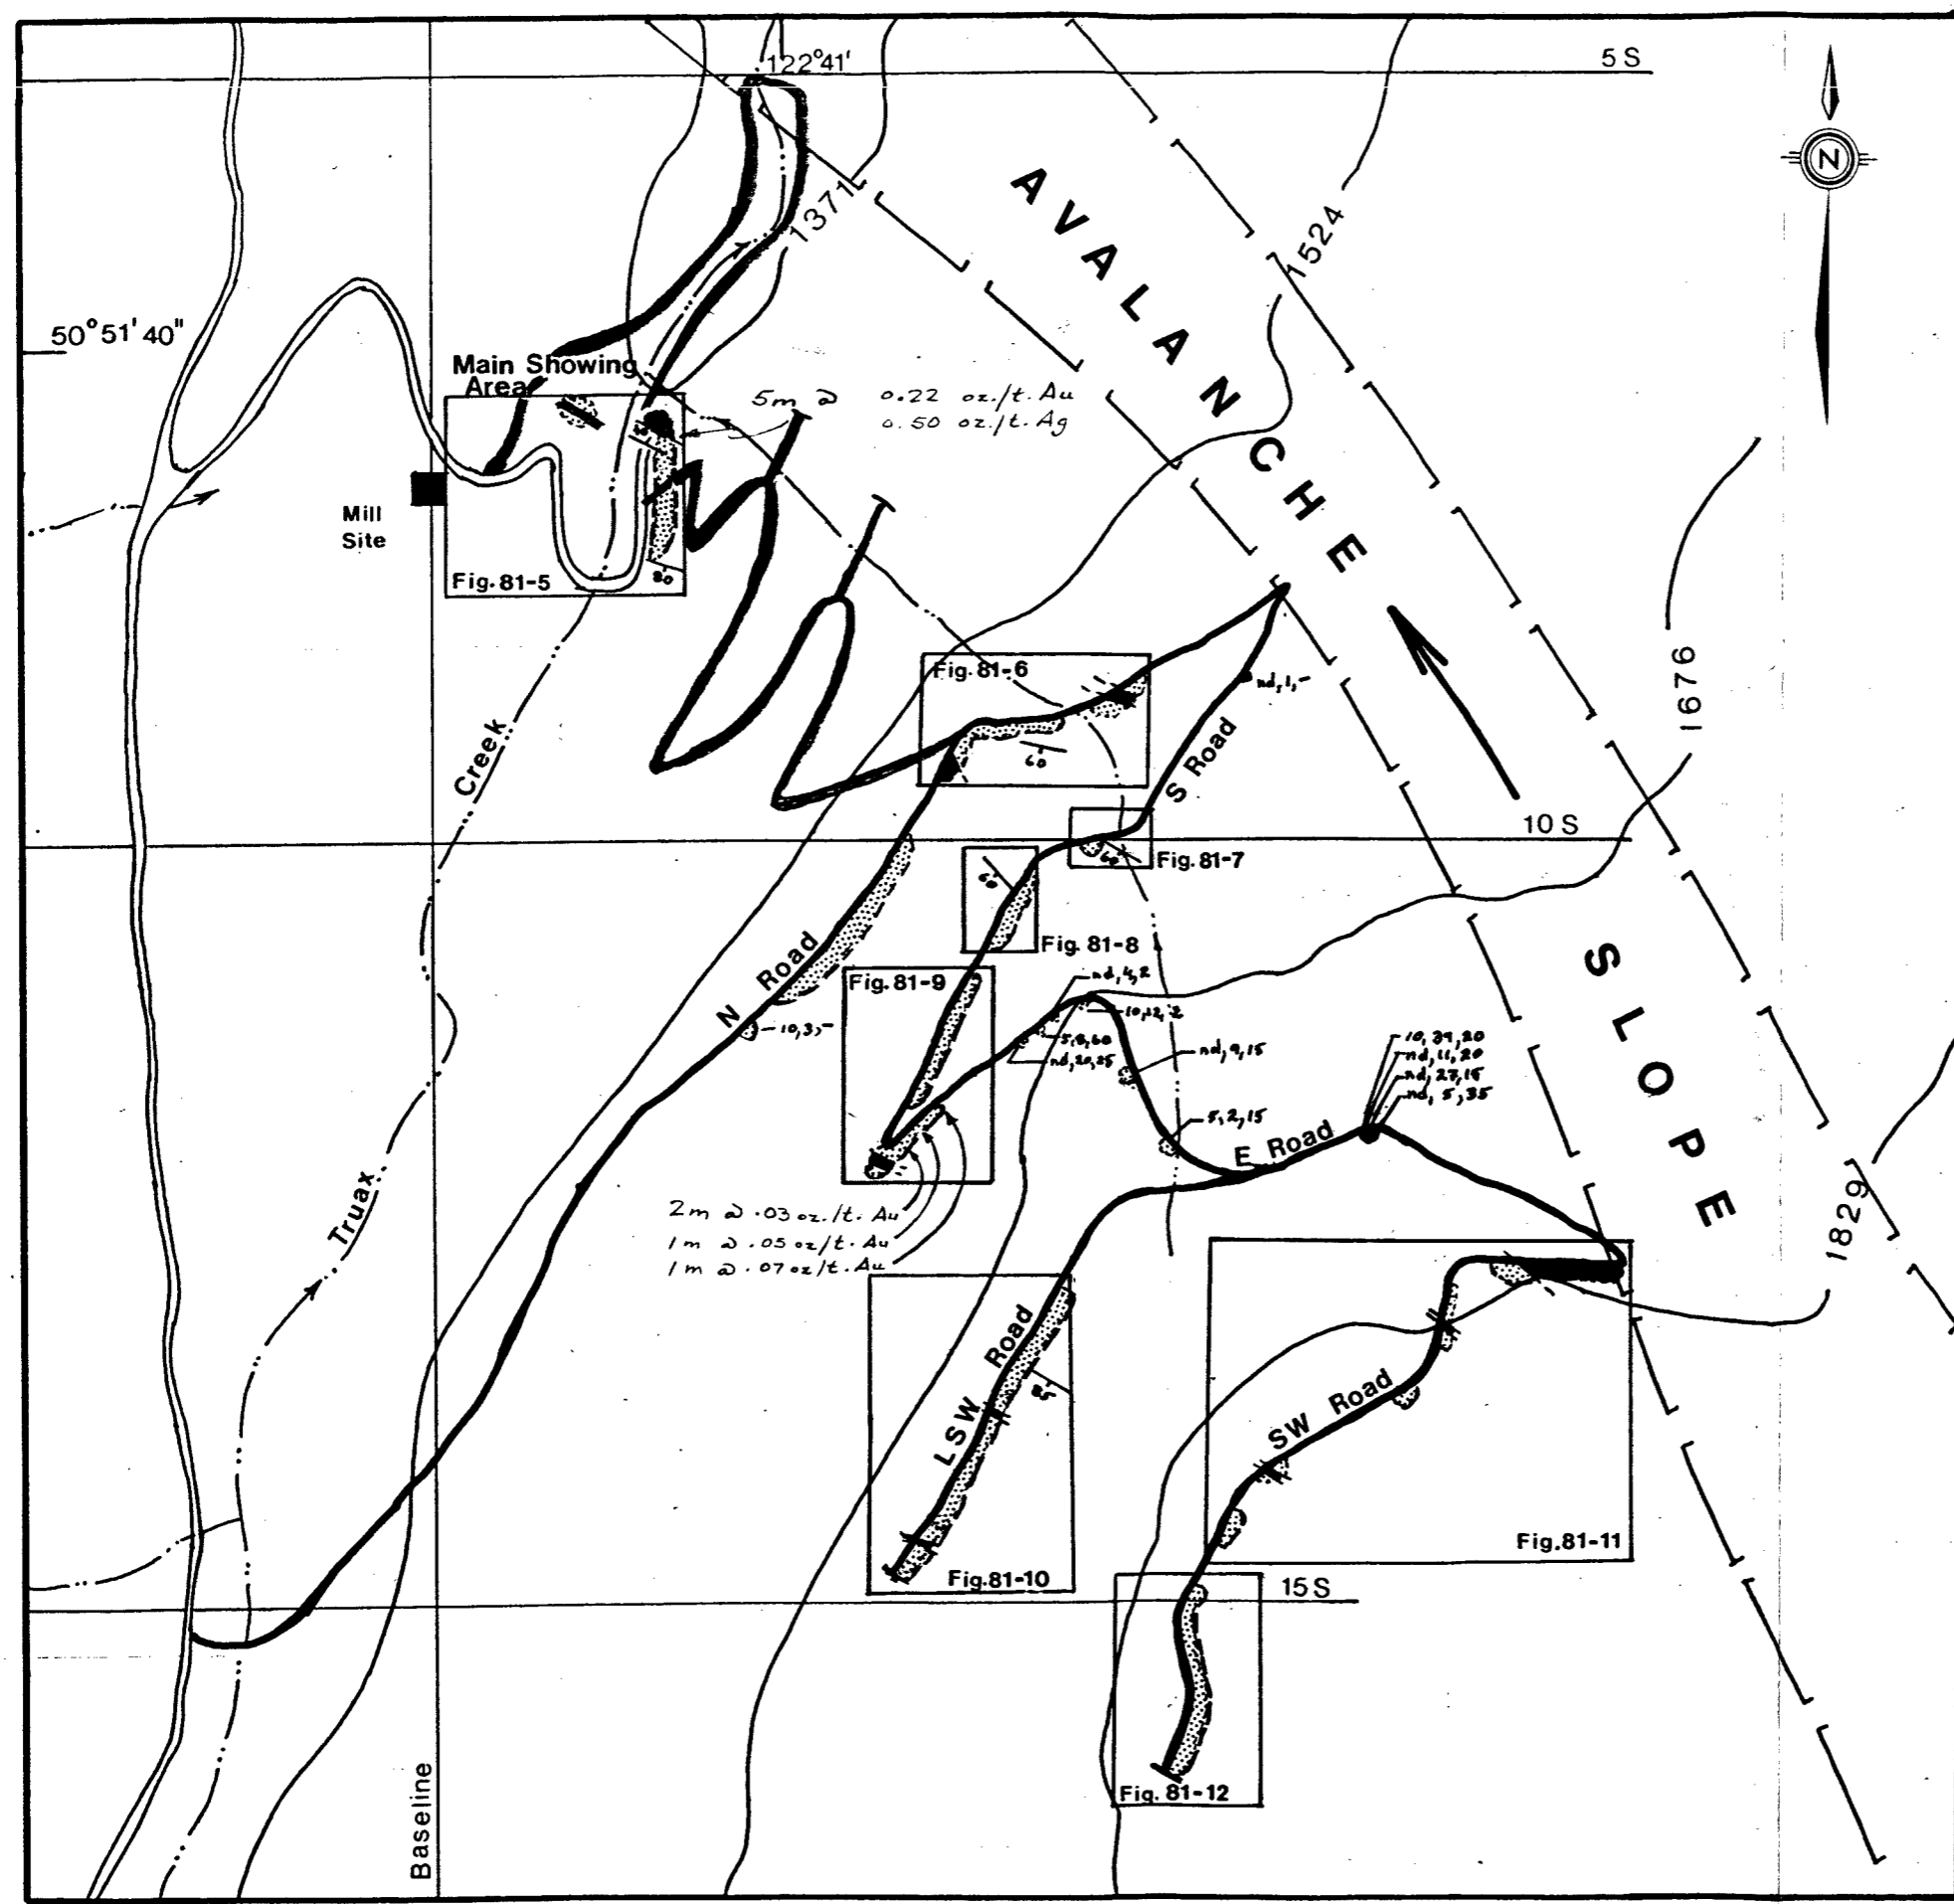 122°41'
5 S
N
1371
AVALANCHE
1524
50°51'40"
Main Showing
Area
5m @ 0.22 oz./t. Au
0.50 oz./t. Ag
Mill
Site
Fig. 81-5
80
Fig. 81-6
nd, 1, -
60
S Road
1676
Creek
10 S
60
Fig. 81-7
Fig. 81-8
N Road
Fig. 81-9
nd, 4, 2
10, 12, 2
- 10, 3, -
5, 8, 60
nd, 20, 25
nd, 9, 15
10, 39, 20
nd, 11, 20
nd, 27, 15
nd, 5, 35
SLOPE
5, 2, 15
E Road
Truax
2m @ .03 oz./t. Au
1m @ .05 oz/t. Au
1m @ .07 oz/t. Au
1829
LSW Road
85
SW Road
Fig. 81-11
Fig. 81-10
15 S
Fig. 81-12
Baseline